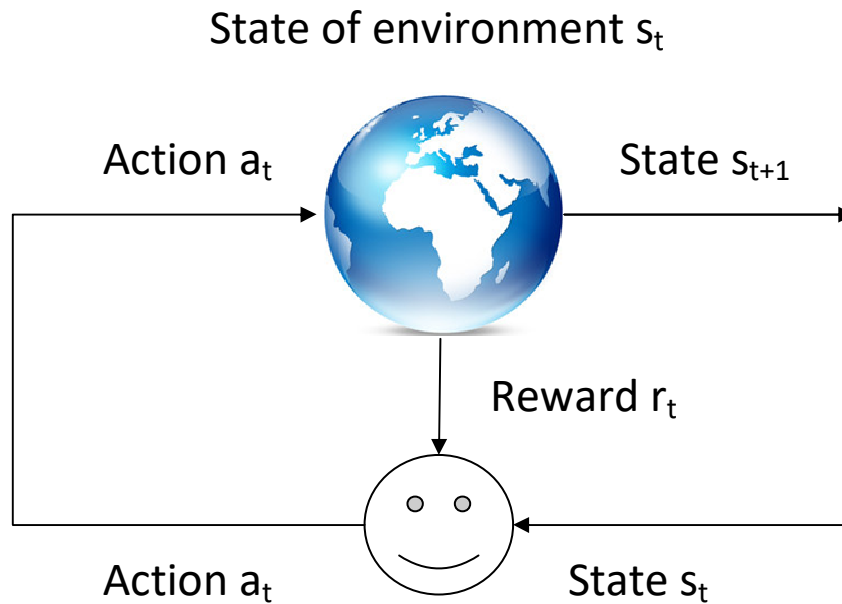 State of environment sₜ
Action aₜ
State sₜ₊₁
Reward rₜ
Action aₜ
State sₜ